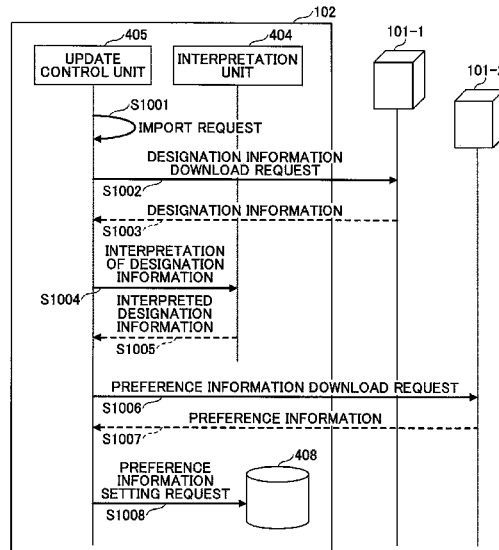 102
405
404
101-1
UPDATE
CONTROL UNIT
INTERPRETATION
UNIT
101-2
S1001
IMPORT REQUEST
DESIGNATION INFORMATION
DOWNLOAD REQUEST
S1002
DESIGNATION INFORMATION
S1003
INTERPRETATION
OF DESIGNATION
INFORMATION
S1004
INTERPRETED
DESIGNATION
INFORMATION
S1005
PREFERENCE INFORMATION DOWNLOAD REQUEST
S1006
PREFERENCE INFORMATION
S1007
408
PREFERENCE
INFORMATION
SETTING REQUEST
S1008